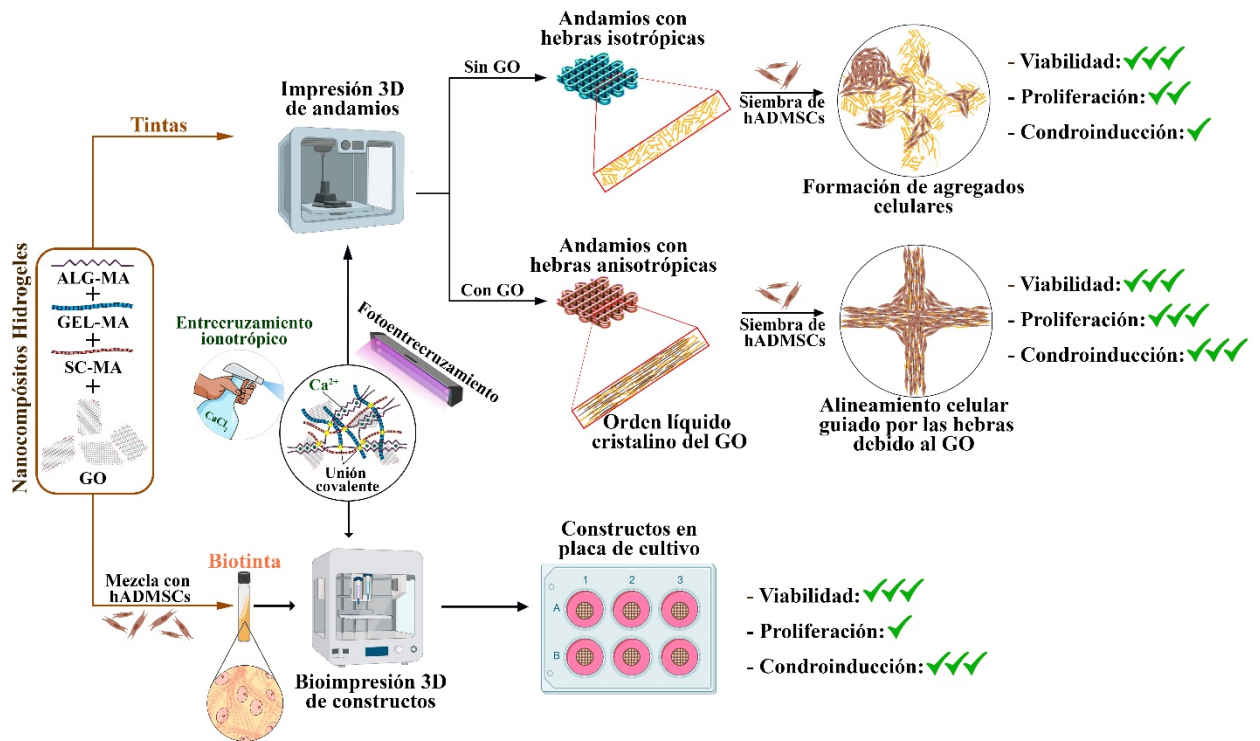 Nanocompósitos Hidrogeles
ALG-MA
+
GEL-MA
+
SC-MA
+
GO
Tintas
Impresión 3D
de andamios
Entrecruzamiento
ionotrópico
CaCl₂
Fotoentrecruzamiento
Ca²⁺
Unión
covalente
Sin GO
Andamios con
hebras isotrópicas
Siembra de
hADMSCs
Formación de agregados
celulares
- Viabilidad:
- Proliferación:
- Condroinducción:
Con GO
Andamios con
hebras anisotrópicas
Orden líquido
cristalino del GO
Siembra de
hADMSCs
Alineamiento celular
guiado por las hebras
debido al GO
- Viabilidad:
- Proliferación:
- Condroinducción:
Mezcla con
hADMSCs
Biotinta
Bioimpresión 3D
de constructos
Constructos en
placa de cultivo
1 2 3
A
B
- Viabilidad:
- Proliferación:
- Condroinducción: